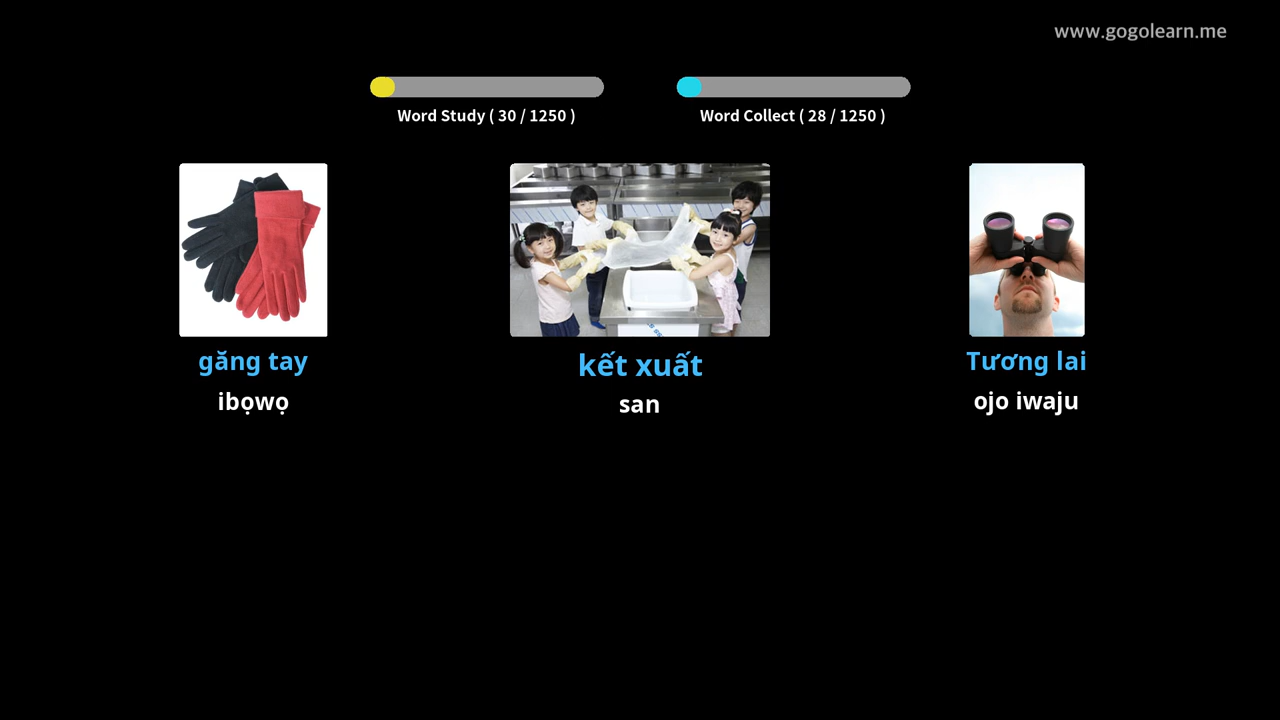 www.gogolearn.me
Word Study ( 30 / 1250 )
Word Collect ( 28 / 1250 )
găng tay
kết xuất
Tương lai
ibọwọ
san
ojo iwaju